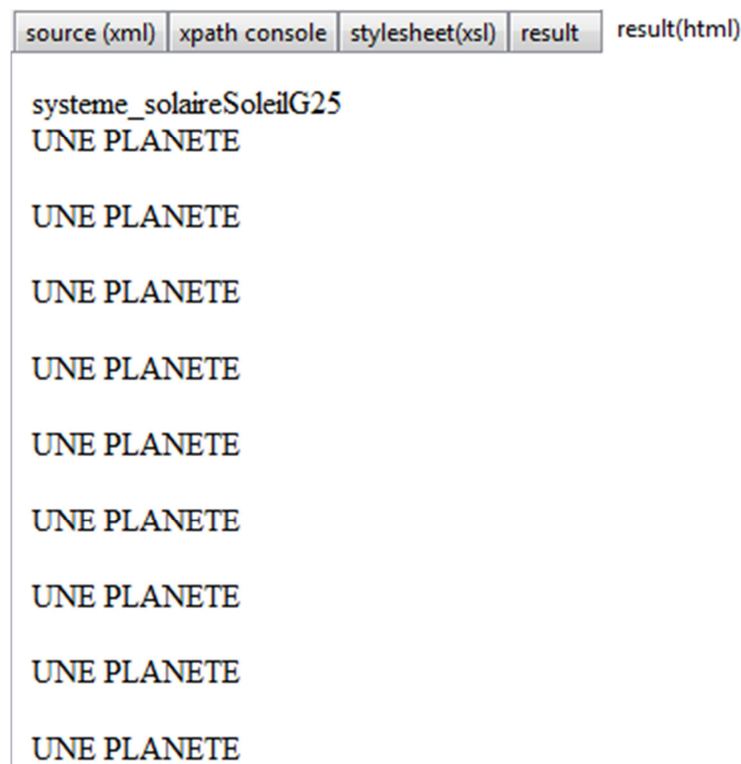 source (xml) xpath console stylesheet(xsl) result result(html)
systeme_solaireSoleilG25
UNE PLANETE
UNE PLANETE
UNE PLANETE
UNE PLANETE
UNE PLANETE
UNE PLANETE
UNE PLANETE
UNE PLANETE
UNE PLANETE